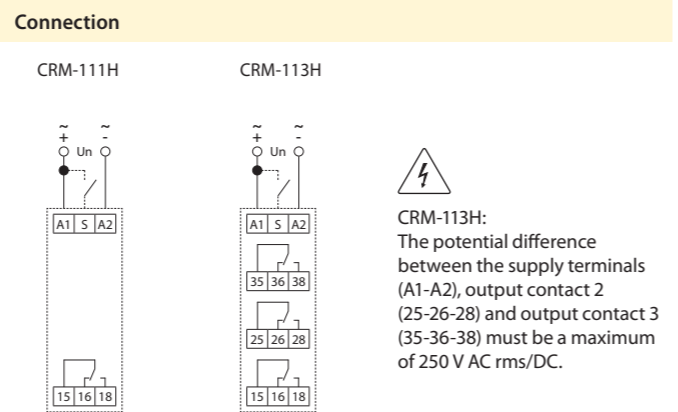 Connection
CRM-111H
CRM-113H
~ ~
+ -
Un
A1 S A2
15 16 18
~ ~
+ -
Un
A1 S A2
35 36 38
25 26 28
15 16 18
CRM-113H:
The potential difference
between the supply terminals
(A1-A2), output contact 2
(25-26-28) and output contact 3
(35-36-38) must be a maximum
of 250 V AC rms/DC.